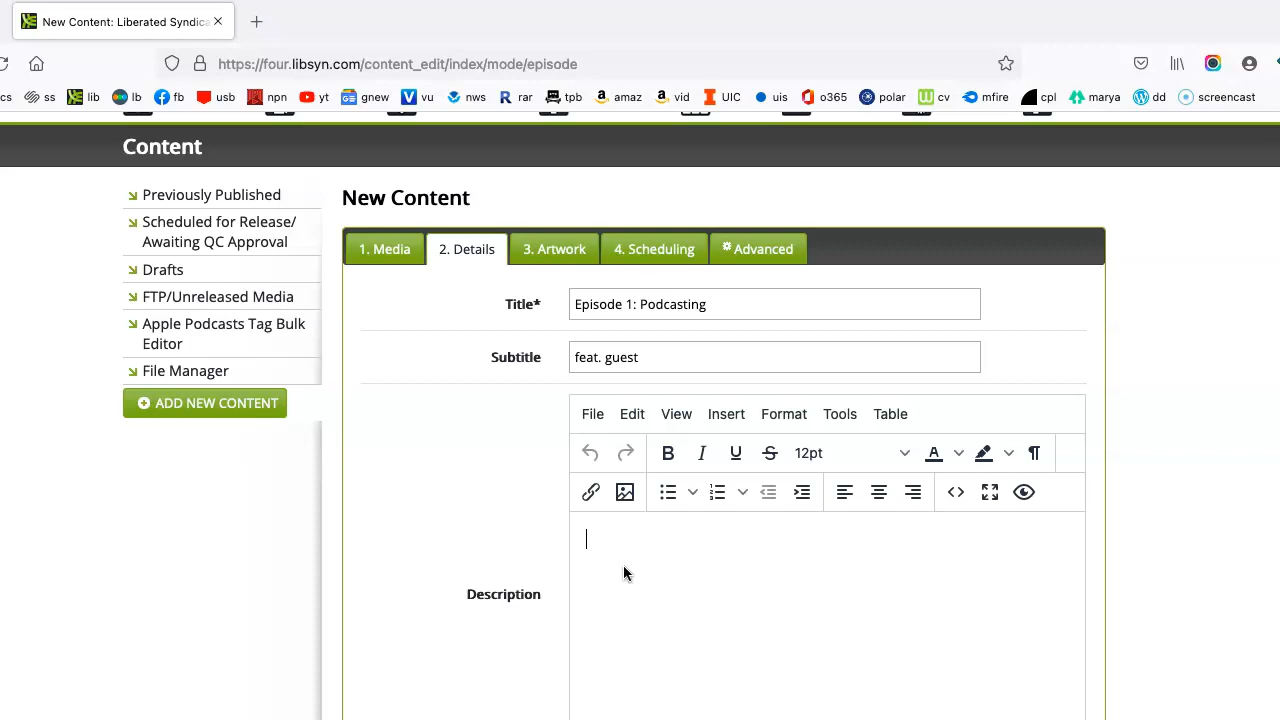 New Content: Liberated Syndica
https://four.libsyn.com/content_edit/index/mode/episode
cs ss lib lb fb usb npn yt gnew vu nws rar tpb amaz vid UIC uis o365 polar cv mfire cpl marya dd screencast
Content
Previously Published
Scheduled for Release/
Awaiting QC Approval
Drafts
FTP/Unreleased Media
Apple Podcasts Tag Bulk
Editor
File Manager
ADD NEW CONTENT
New Content
1. Media 2. Details 3. Artwork 4. Scheduling Advanced
Title* Episode 1: Podcasting
Subtitle feat. guest
File Edit View Insert Format Tools Table
B I U S 12pt A
Description